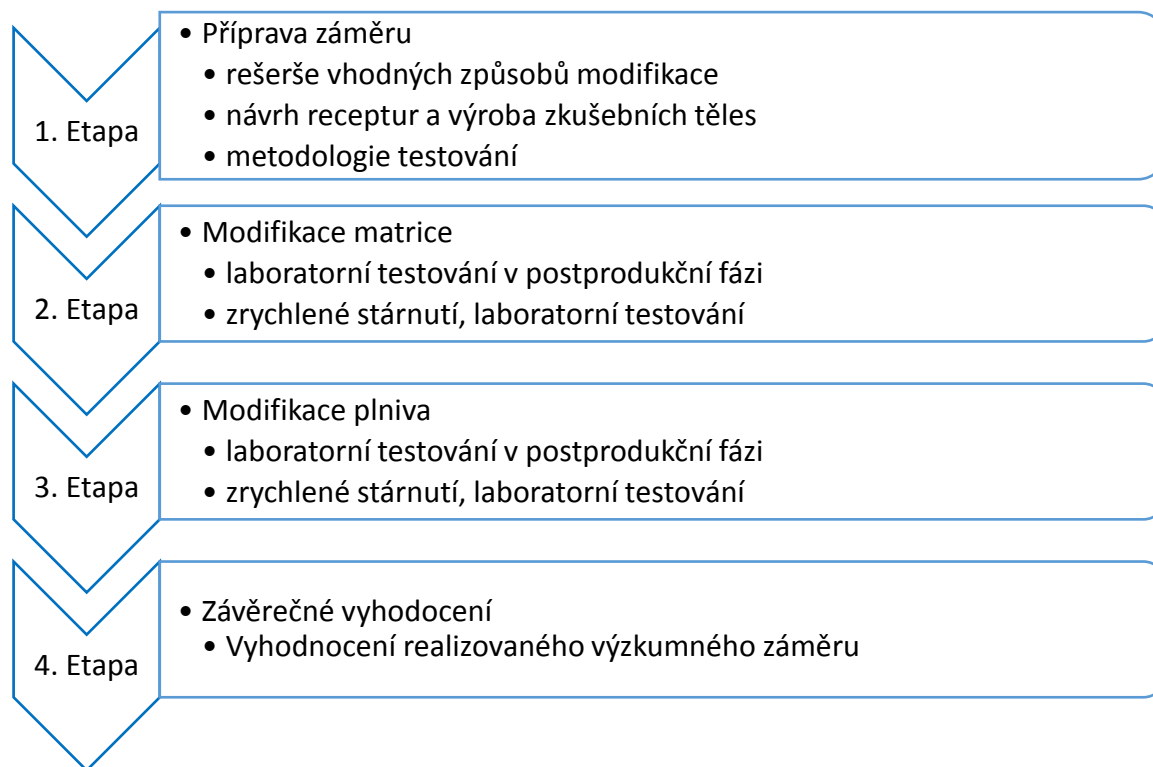 1. Etapa
• Příprava záměru
• rešerše vhodných způsobů modifikace
• návrh receptur a výroba zkušebních těles
• metodologie testování
2. Etapa
• Modifikace matrice
• laboratorní testování v postprodukční fázi
• zrychlené stárnutí, laboratorní testování
3. Etapa
• Modifikace plniva
• laboratorní testování v postprodukční fázi
• zrychlené stárnutí, laboratorní testování
4. Etapa
• Závěrečné vyhodocení
• Vyhodnocení realizovaného výzkumného záměru